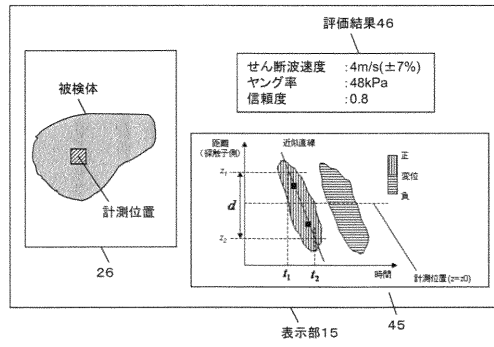 評価結果46
せん断波速度 :4m/s(±7%)
ヤング率 :48kPa
信頼度 :0.8
被検体
計測位置
26
距離
(探触子側)
近似直線
z1
d
z2
t1 t2
時間
正
変位
負
計測位置(z=z0)
45
表示部15